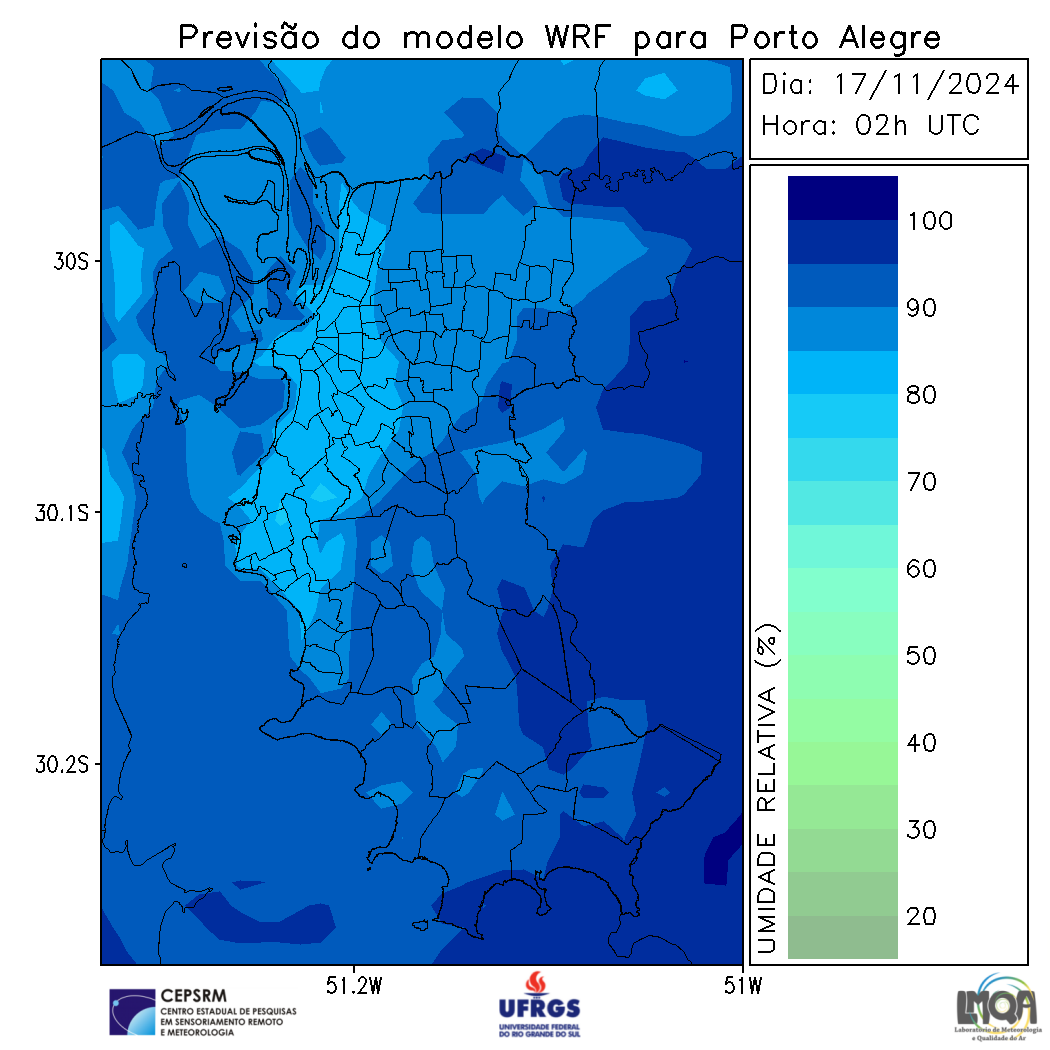 Previsão do modelo WRF para Porto Alegre
Dia: 17/11/2024
Hora: 02h UTC
30S
30.1S
30.2S
51.2W
51W
100
90
80
70
60
50
40
30
20
UMIDADE RELATIVA (%)
CEPSRM
CENTRO ESTADUAL DE PESQUISAS
EM SENSORIAMENTO REMOTO
E METEOROLOGIA
UFRGS
UNIVERSIDADE FEDERAL
DO RIO GRANDE DO SUL
LMQA
Laboratório de Meteorologia
e Qualidade do Ar